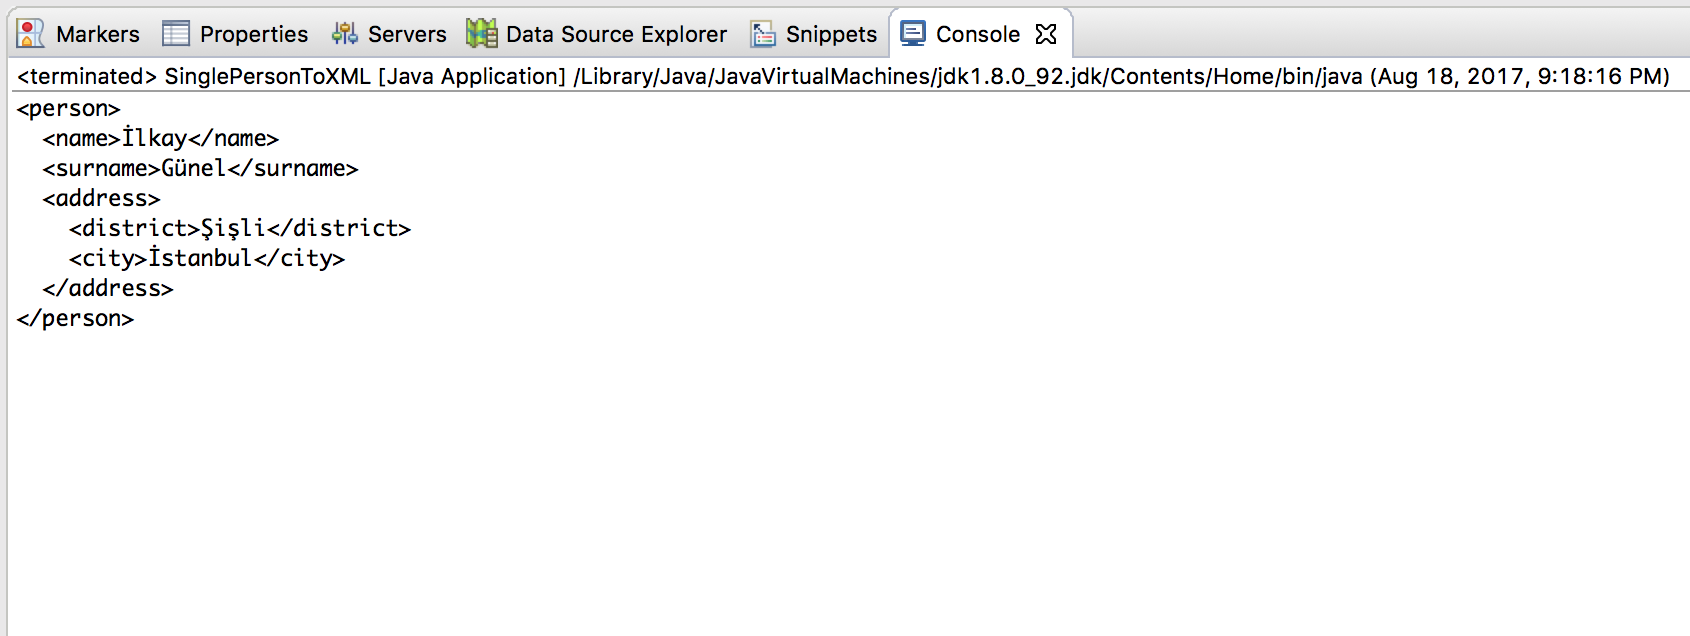 Markers Properties Servers Data Source Explorer Snippets Console
<terminated> SinglePersonToXML [Java Application] /Library/Java/JavaVirtualMachines/jdk1.8.0_92.jdk/Contents/Home/bin/java (Aug 18, 2017, 9:18:16 PM)
<person>
  <name>İlkay</name>
  <surname>Günel</surname>
  <address>
    <district>Şişli</district>
    <city>İstanbul</city>
  </address>
</person>